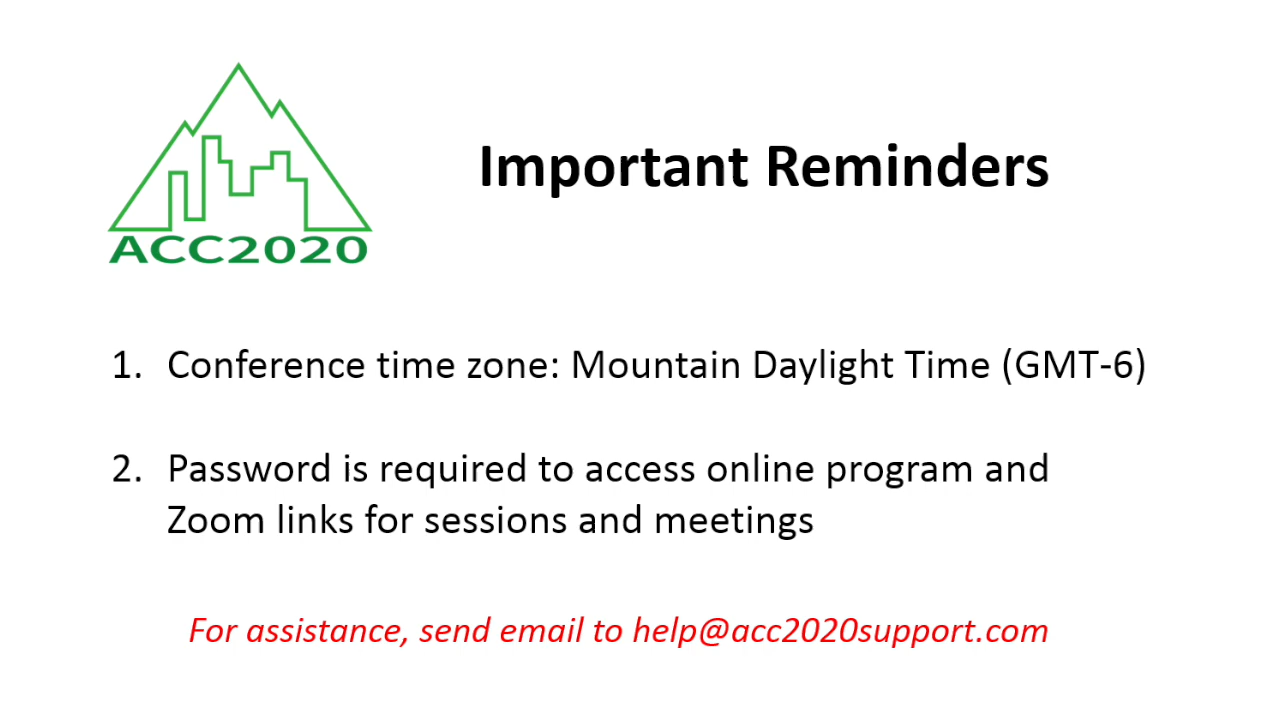 ACC2020
Important Reminders
1. Conference time zone: Mountain Daylight Time (GMT-6)
2. Password is required to access online program and
Zoom links for sessions and meetings
For assistance, send email to help@acc2020support.com